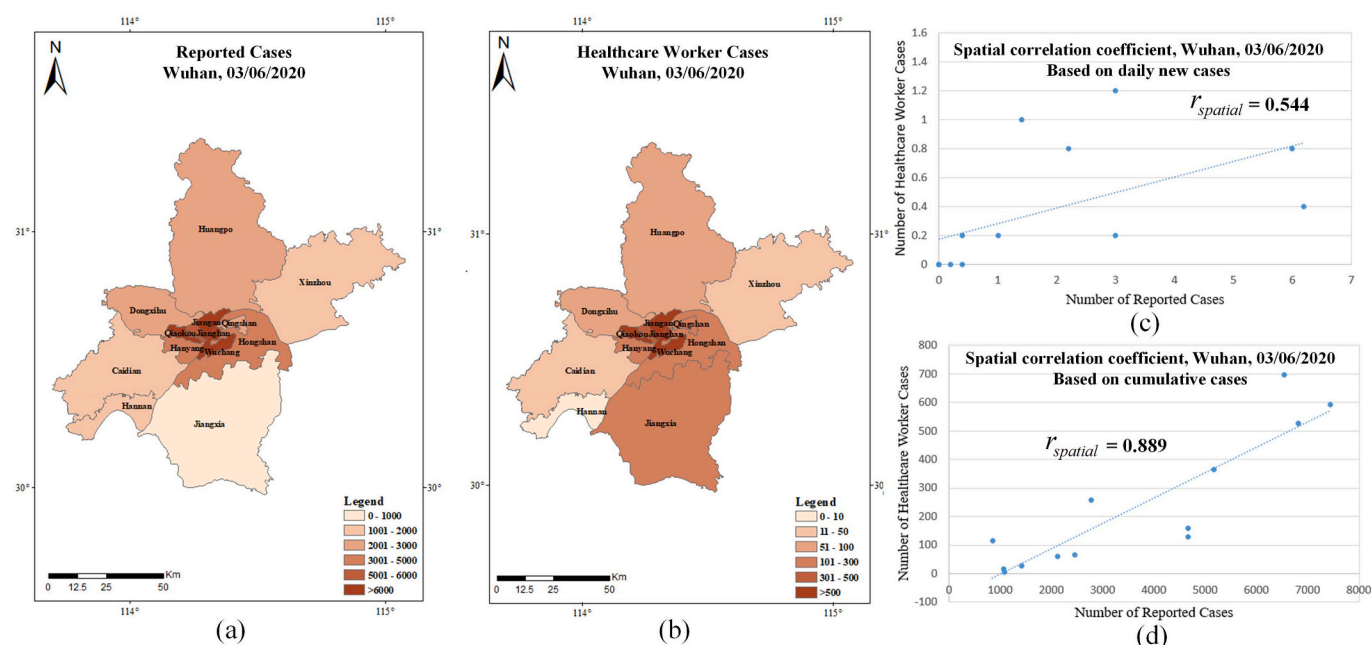 114°
115°
N
Reported Cases
Wuhan, 03/06/2020
Huangpo
31°
Xinzhou
Dongxihu
Jiangan
Qingshan
Qiaokou
Jianghan
Hanyang
Wuchang
Hongshan
Caidian
Hannan
Jiangxia
30°
Legend
0 - 1000
1001 - 2000
2001 - 3000
3001 - 5000
5001 - 6000
>6000
Km
0 12.5 25 50
114°
115°
(a)
114°
115°
N
Healthcare Worker Cases
Wuhan, 03/06/2020
Huangpo
31°
Xinzhou
Dongxihu
Jiangan
Qingshan
Qiaokou
Jianghan
Hanyang
Wuchang
Hongshan
Caidian
Hannan
Jiangxia
30°
Legend
0 - 10
11 - 50
51 - 100
101 - 300
301 - 500
>500
Km
0 12.5 25 50
114°
115°
(b)
Spatial correlation coefficient, Wuhan, 03/06/2020
Based on daily new cases
r spatial = 0.544
Number of Healthcare Worker Cases
1.6
1.4
1.2
1
0.8
0.6
0.4
0.2
0
0 1 2 3 4 5 6 7
Number of Reported Cases
(c)
Spatial correlation coefficient, Wuhan, 03/06/2020
Based on cumulative cases
r spatial = 0.889
Number of Healthcare Worker Cases
800
700
600
500
400
300
200
100
0
-100
0 1000 2000 3000 4000 5000 6000 7000 8000
Number of Reported Cases
(d)